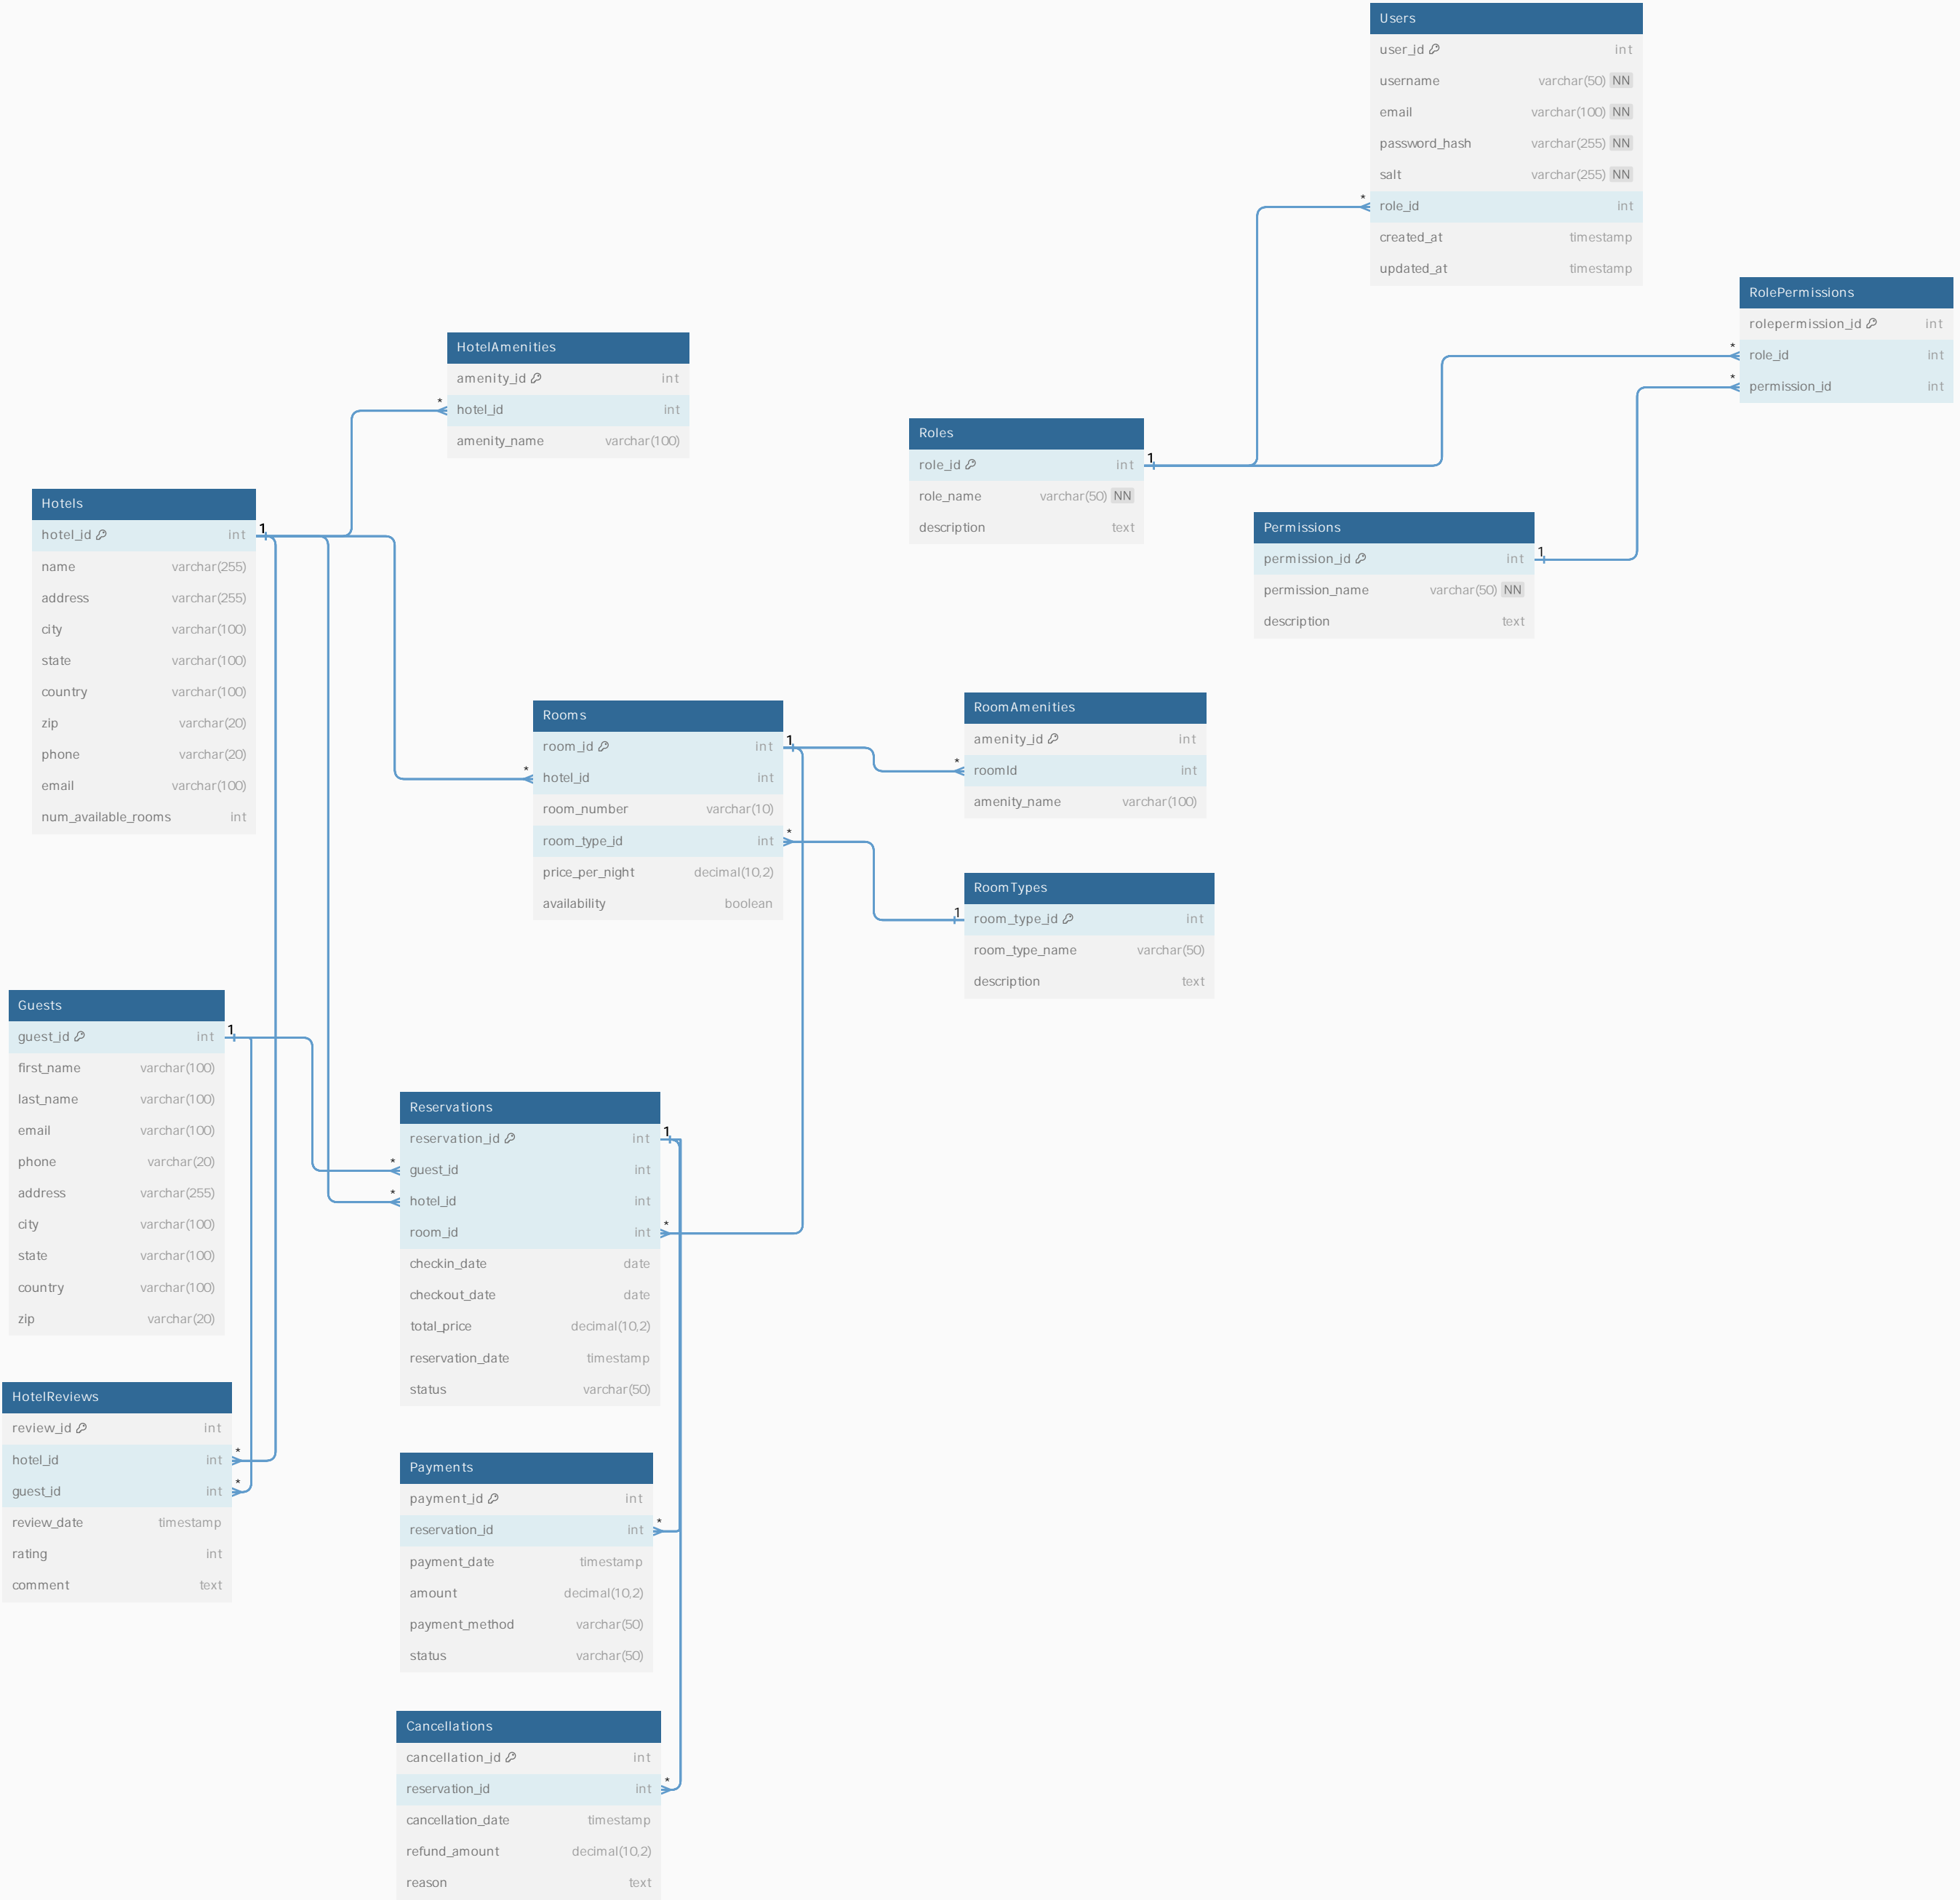 Users
user_id int
username varchar(50) NN
email varchar(100) NN
password_hash varchar(255) NN
salt varchar(255) NN
* role_id int
created_at timestamp
updated_at timestamp
RolePermissions
rolepermission_id int
* role_id int
* permission_id int
HotelAmenities
amenity_id int
* hotel_id int
amenity_name varchar(100)
Roles
role_id int 1
role_name varchar(50) NN
description text
Hotels
hotel_id int 1
name varchar(255)
address varchar(255)
city varchar(100)
state varchar(100)
country varchar(100)
zip varchar(20)
phone varchar(20)
email varchar(100)
num_available_rooms int
Permissions
permission_id int 1
permission_name varchar(50) NN
description text
Rooms
room_id int 1
* hotel_id int
room_number varchar(10)
room_type_id int *
price_per_night decimal(10,2)
availability boolean
RoomAmenities
amenity_id int
* roomId int
amenity_name varchar(100)
RoomTypes
1 room_type_id int
room_type_name varchar(50)
description text
Guests
guest_id int 1
first_name varchar(100)
last_name varchar(100)
email varchar(100)
phone varchar(20)
address varchar(255)
city varchar(100)
state varchar(100)
country varchar(100)
zip varchar(20)
Reservations
reservation_id int 1
* guest_id int
* hotel_id int
room_id int *
checkin_date date
checkout_date date
total_price decimal(10,2)
reservation_date timestamp
status varchar(50)
HotelReviews
review_id int
hotel_id int *
guest_id int *
review_date timestamp
rating int
comment text
Payments
payment_id int
reservation_id int *
payment_date timestamp
amount decimal(10,2)
payment_method varchar(50)
status varchar(50)
Cancellations
cancellation_id int
reservation_id int *
cancellation_date timestamp
refund_amount decimal(10,2)
reason text